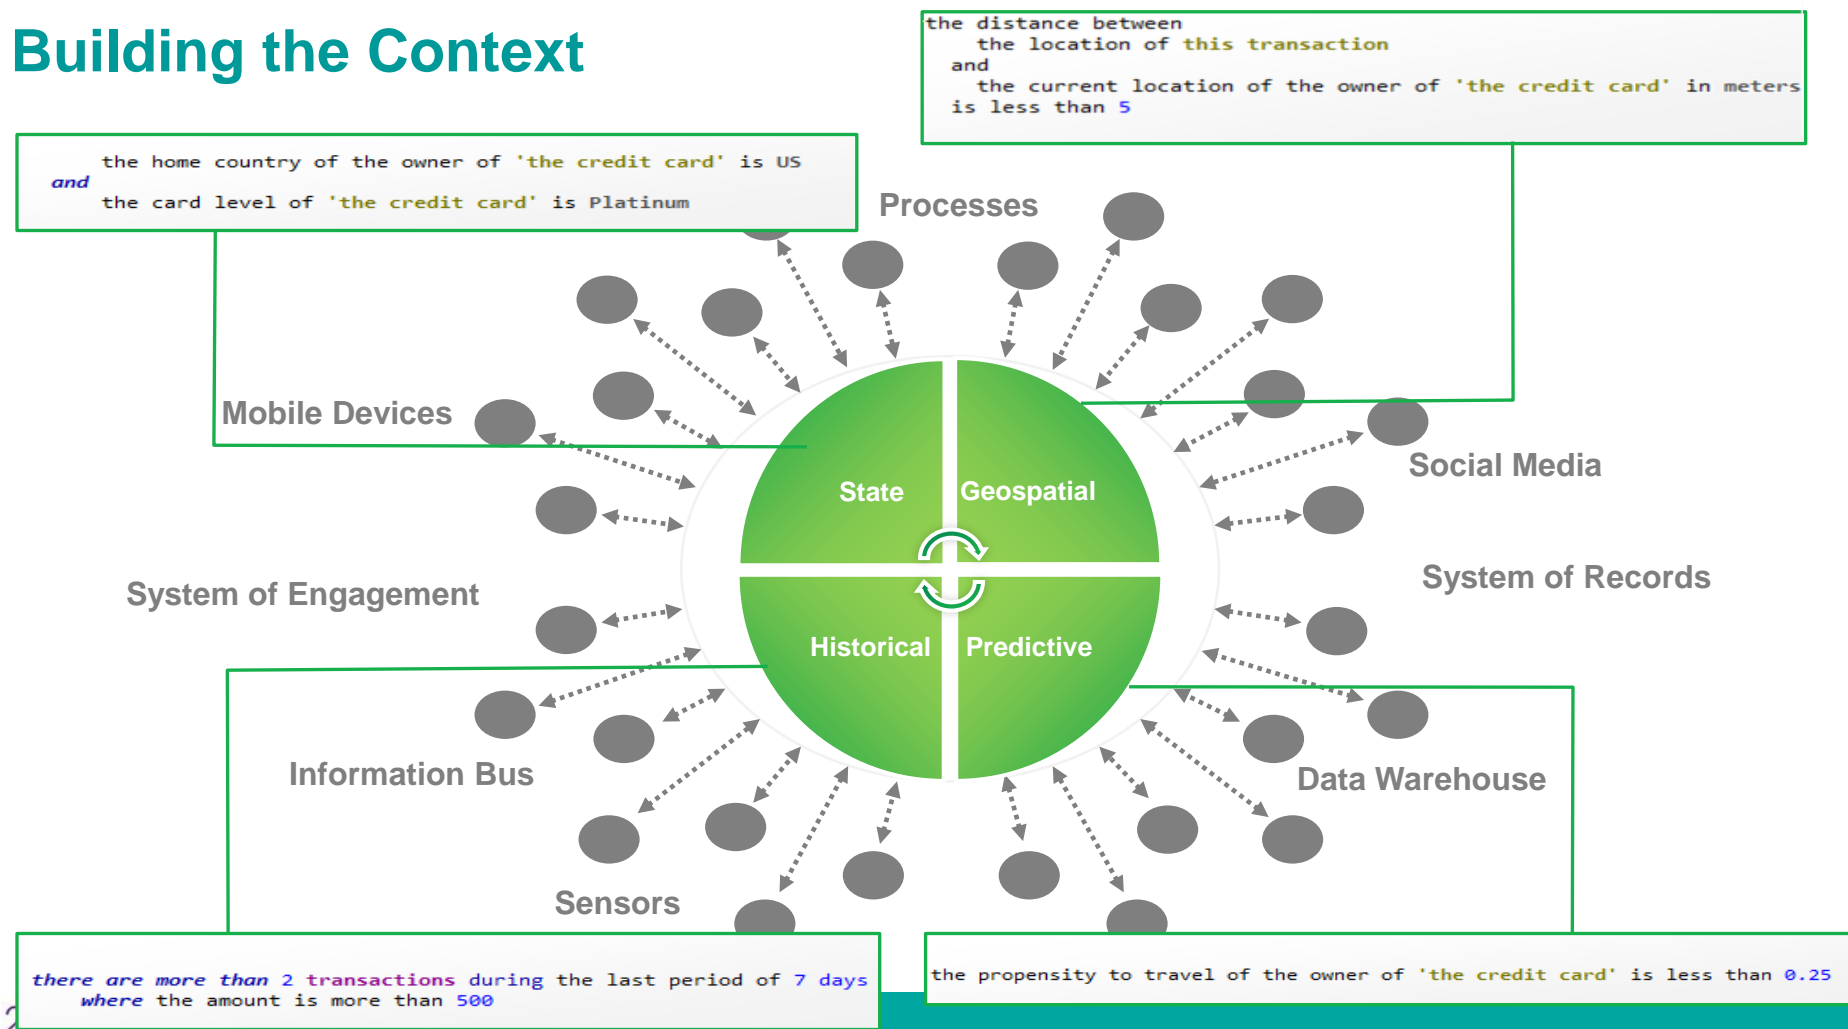 Building the Context
the distance between
the location of this transaction
and
the current location of the owner of 'the credit card' in meters
is less than 5
the home country of the owner of 'the credit card' is US
and
the card level of 'the credit card' is Platinum
Processes
Mobile Devices
Social Media
State
Geospatial
System of Engagement
System of Records
Historical
Predictive
Information Bus
Data Warehouse
Sensors
there are more than 2 transactions during the last period of 7 days
where the amount is more than 500
the propensity to travel of the owner of 'the credit card' is less than 0.25